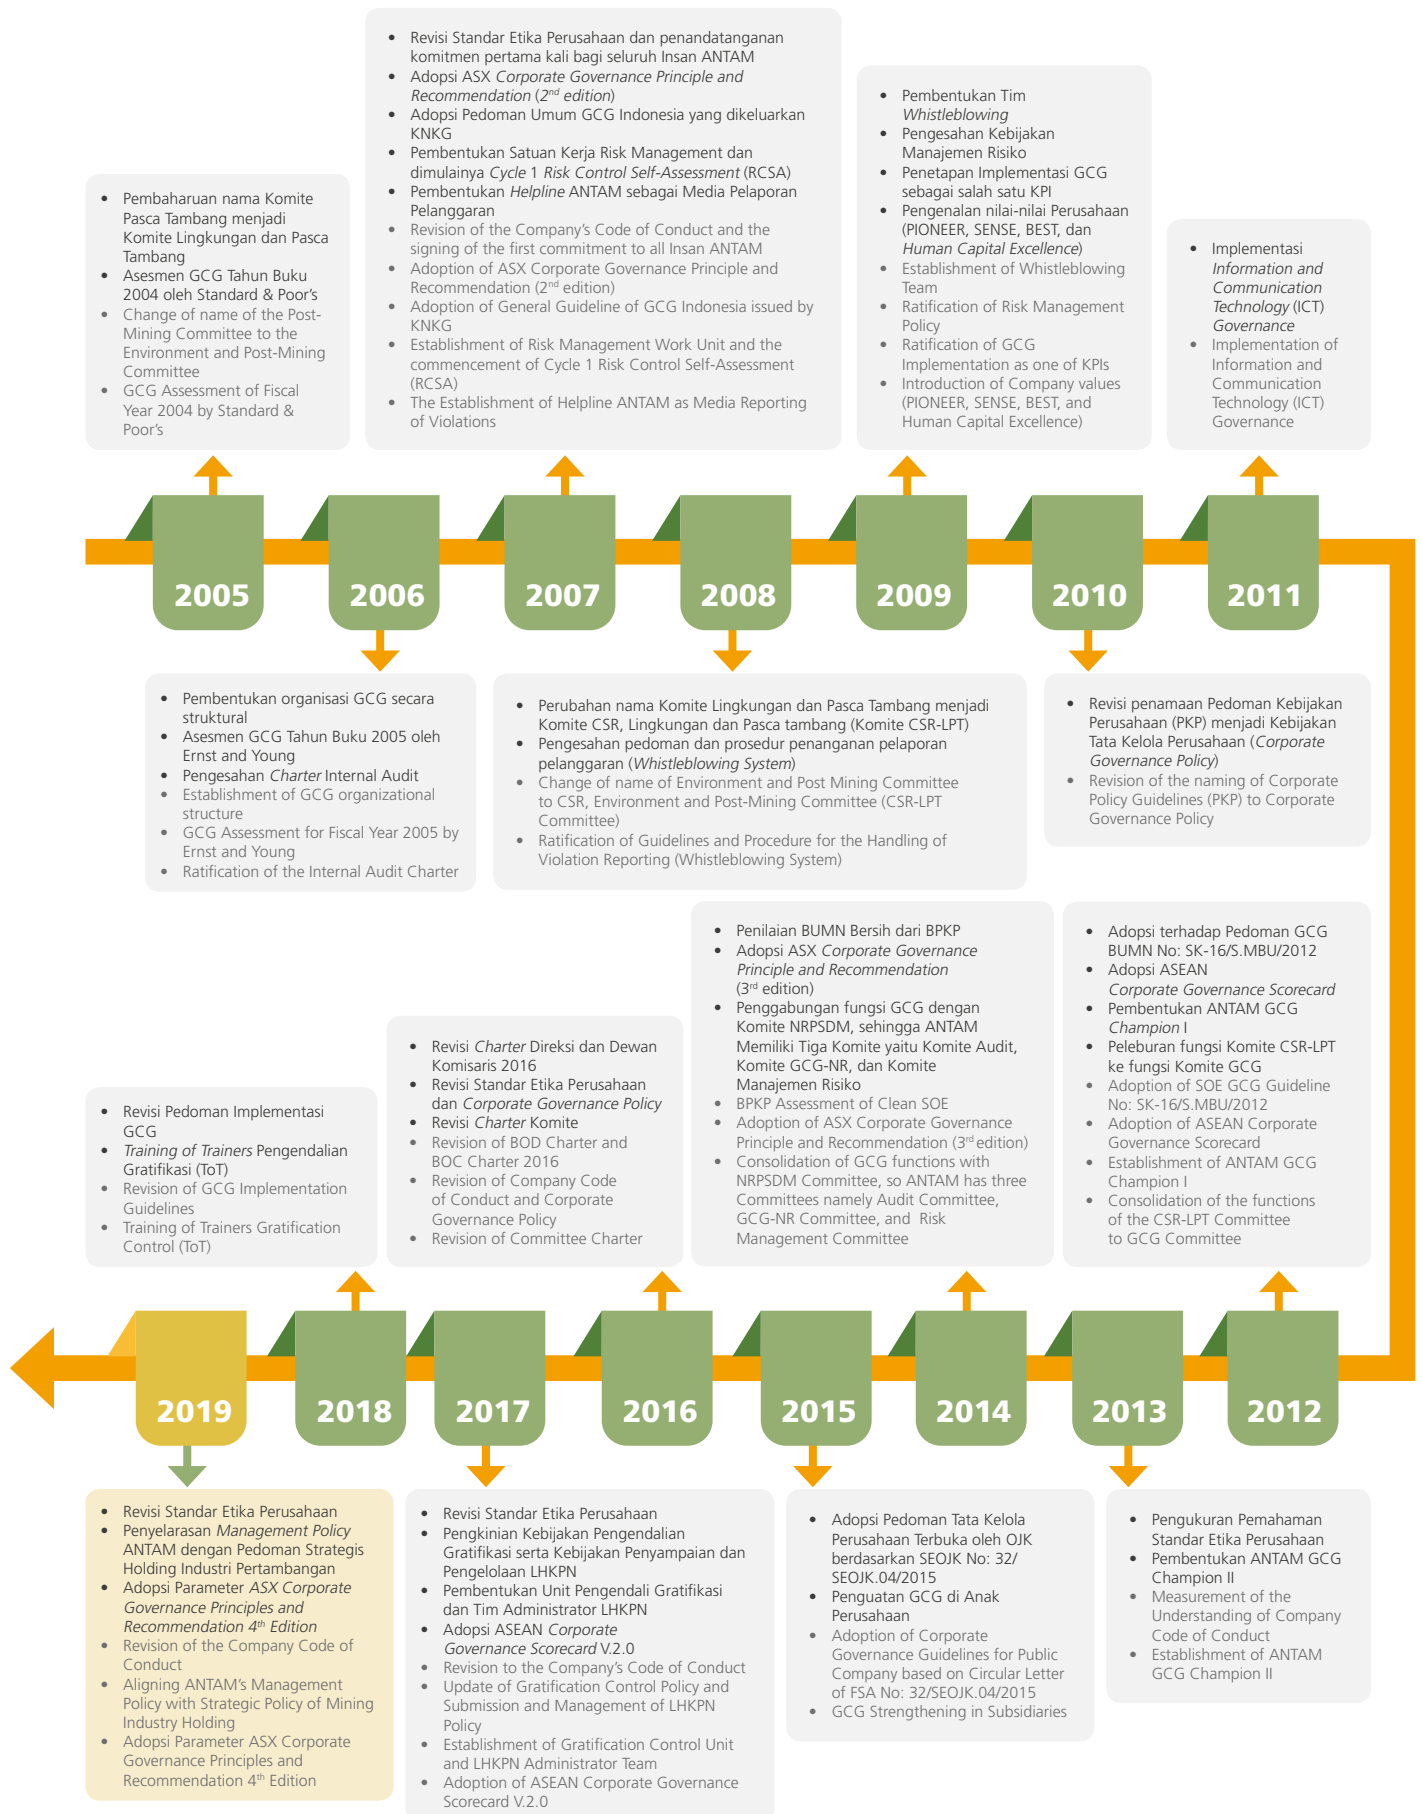 • Pembaharuan nama Komite
Pasca Tambang menjadi
Komite Lingkungan dan Pasca
Tambang
• Asesmen GCG Tahun Buku
2004 oleh Standard & Poor’s
• Change of name of the Post-
Mining Committee to the
Environment and Post-Mining
Committee
• GCG Assessment of Fiscal
Year 2004 by Standard &
Poor’s
• Revisi Standar Etika Perusahaan dan penandatanganan
komitmen pertama kali bagi seluruh Insan ANTAM
• Adopsi ASX Corporate Governance Principle and
Recommendation (2nd edition)
• Adopsi Pedoman Umum GCG Indonesia yang dikeluarkan
KNKG
• Pembentukan Satuan Kerja Risk Management dan
dimulainya Cycle 1 Risk Control Self-Assessment (RCSA)
• Pembentukan Helpline ANTAM sebagai Media Pelaporan
Pelanggaran
• Revision of the Company’s Code of Conduct and the
signing of the first commitment to all Insan ANTAM
• Adoption of ASX Corporate Governance Principle and
Recommendation (2nd edition)
• Adoption of General Guideline of GCG Indonesia issued by
KNKG
• Establishment of Risk Management Work Unit and the
commencement of Cycle 1 Risk Control Self-Assessment
(RCSA)
• The Establishment of Helpline ANTAM as Media Reporting
of Violations
• Pembentukan Tim
Whistleblowing
• Pengesahan Kebijakan
Manajemen Risiko
• Penetapan Implementasi GCG
sebagai salah satu KPI
• Pengenalan nilai-nilai Perusahaan
(PIONEER, SENSE, BEST, dan
Human Capital Excellence)
• Establishment of Whistleblowing
Team
• Ratification of Risk Management
Policy
• Ratification of GCG
Implementation as one of KPIs
• Introduction of Company values
(PIONEER, SENSE, BEST, and
Human Capital Excellence)
• Implementasi
Information and
Communication
Technology (ICT)
Governance
• Implementation of
Information and
Communication
Technology (ICT)
Governance
2005
2006
2007
2008
2009
2010
2011
• Pembentukan organisasi GCG secara
struktural
• Asesmen GCG Tahun Buku 2005 oleh
Ernst and Young
• Pengesahan Charter Internal Audit
• Establishment of GCG organizational
structure
• GCG Assessment for Fiscal Year 2005 by
Ernst and Young
• Ratification of the Internal Audit Charter
• Perubahan nama Komite Lingkungan dan Pasca Tambang menjadi
Komite CSR, Lingkungan dan Pasca tambang (Komite CSR-LPT)
• Pengesahan pedoman dan prosedur penanganan pelaporan
pelanggaran (Whistleblowing System)
• Change of name of Environment and Post Mining Committee
to CSR, Environment and Post-Mining Committee (CSR-LPT
Committee)
• Ratification of Guidelines and Procedure for the Handling of
Violation Reporting (Whistleblowing System)
• Revisi penamaan Pedoman Kebijakan
Perusahaan (PKP) menjadi Kebijakan
Tata Kelola Perusahaan (Corporate
Governance Policy)
• Revision of the naming of Corporate
Policy Guidelines (PKP) to Corporate
Governance Policy
• Revisi Pedoman Implementasi
GCG
• Training of Trainers Pengendalian
Gratifikasi (ToT)
• Revision of GCG Implementation
Guidelines
• Training of Trainers Gratification
Control (ToT)
• Revisi Charter Direksi dan Dewan
Komisaris 2016
• Revisi Standar Etika Perusahaan
dan Corporate Governance Policy
• Revisi Charter Komite
• Revision of BOD Charter and
BOC Charter 2016
• Revision of Company Code
of Conduct and Corporate
Governance Policy
• Revision of Committee Charter
• Penilaian BUMN Bersih dari BPKP
• Adopsi ASX Corporate Governance
Principle and Recommendation
(3rd edition)
• Penggabungan fungsi GCG dengan
Komite NRPSDM, sehingga ANTAM
Memiliki Tiga Komite yaitu Komite Audit,
Komite GCG-NR, dan Komite
Manajemen Risiko
• BPKP Assessment of Clean SOE
• Adoption of ASX Corporate Governance
Principle and Recommendation (3rd edition)
• Consolidation of GCG functions with
NRPSDM Committee, so ANTAM has three
Committees namely Audit Committee,
GCG-NR Committee, and Risk
Management Committee
• Adopsi terhadap Pedoman GCG
BUMN No: SK-16/S.MBU/2012
• Adopsi ASEAN
Corporate Governance Scorecard
• Pembentukan ANTAM GCG
Champion I
• Peleburan fungsi Komite CSR-LPT
ke fungsi Komite GCG
• Adoption of SOE GCG Guideline
No: SK-16/S.MBU/2012
• Adoption of ASEAN Corporate
Governance Scorecard
• Establishment of ANTAM GCG
Champion I
• Consolidation of the functions
of the CSR-LPT Committee
to GCG Committee
2019
2018
2017
2016
2015
2014
2013
2012
• Revisi Standar Etika Perusahaan
• Penyelarasan Management Policy
ANTAM dengan Pedoman Strategis
Holding Industri Pertambangan
• Adopsi Parameter ASX Corporate
Governance Principles and
Recommendation 4th Edition
• Revision of the Company Code of
Conduct
• Aligning ANTAM’s Management
Policy with Strategic Policy of Mining
Industry Holding
• Adopsi Parameter ASX Corporate
Governance Principles and
Recommendation 4th Edition
• Revisi Standar Etika Perusahaan
• Pengkinian Kebijakan Pengendalian
Gratifikasi serta Kebijakan Penyampaian dan
Pengelolaan LHKPN
• Pembentukan Unit Pengendali Gratifikasi
dan Tim Administrator LHKPN
• Adopsi ASEAN Corporate
Governance Scorecard V.2.0
• Revision to the Company’s Code of Conduct
• Update of Gratification Control Policy and
Submission and Management of LHKPN
Policy
• Establishment of Gratification Control Unit
and LHKPN Administrator Team
• Adoption of ASEAN Corporate Governance
Scorecard V.2.0
• Adopsi Pedoman Tata Kelola
Perusahaan Terbuka oleh OJK
berdasarkan SEOJK No: 32/
SEOJK.04/2015
• Penguatan GCG di Anak
Perusahaan
• Adoption of Corporate
Governance Guidelines for Public
Company based on Circular Letter
of FSA No: 32/SEOJK.04/2015
• GCG Strengthening in Subsidiaries
• Pengukuran Pemahaman
Standar Etika Perusahaan
• Pembentukan ANTAM GCG
Champion II
• Measurement of the
Understanding of Company
Code of Conduct
• Establishment of ANTAM
GCG Champion II